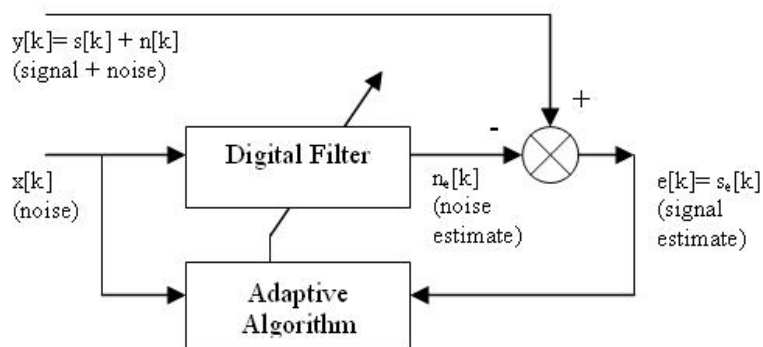 y[k]= s[k] + n[k]
(signal + noise)
+
-
Digital Filter
x[k]
(noise)
nₑ[k]
(noise
estimate)
e[k]= sₑ[k]
(signal
estimate)
Adaptive
Algorithm